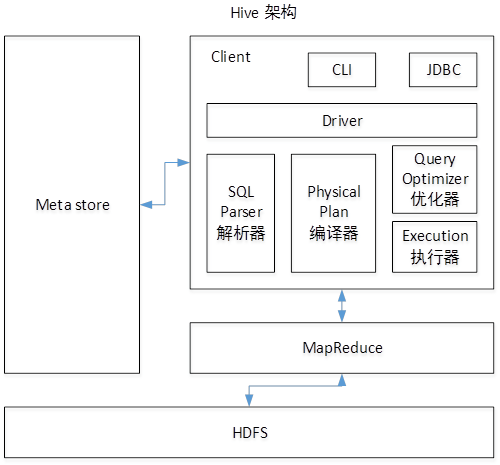 Hive 架构
Client
CLI
JDBC
Driver
Meta store
SQL
Parser
解析器
Physical
Plan
编译器
Query
Optimizer
优化器
Execution
执行器
MapReduce
HDFS